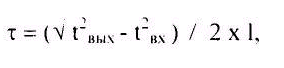 τ = (√ t²вых - t²вх ) / 2 x l,